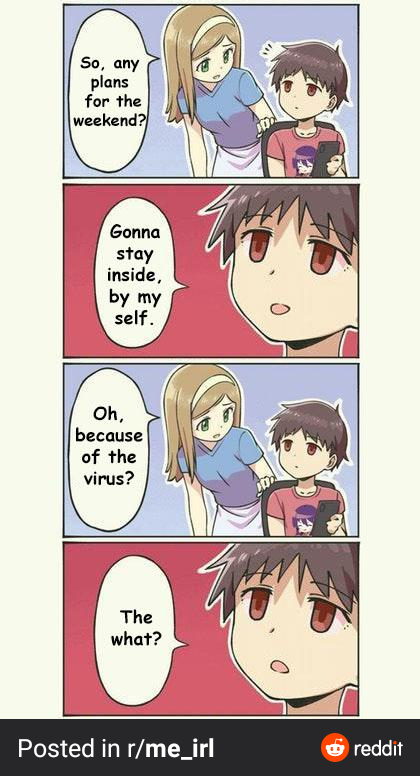 So, any
plans
for the
weekend?
Gonna
stay
inside,
by my
self.
Oh,
because
of the
virus?
The
what?
Posted in r/me_irl
reddit